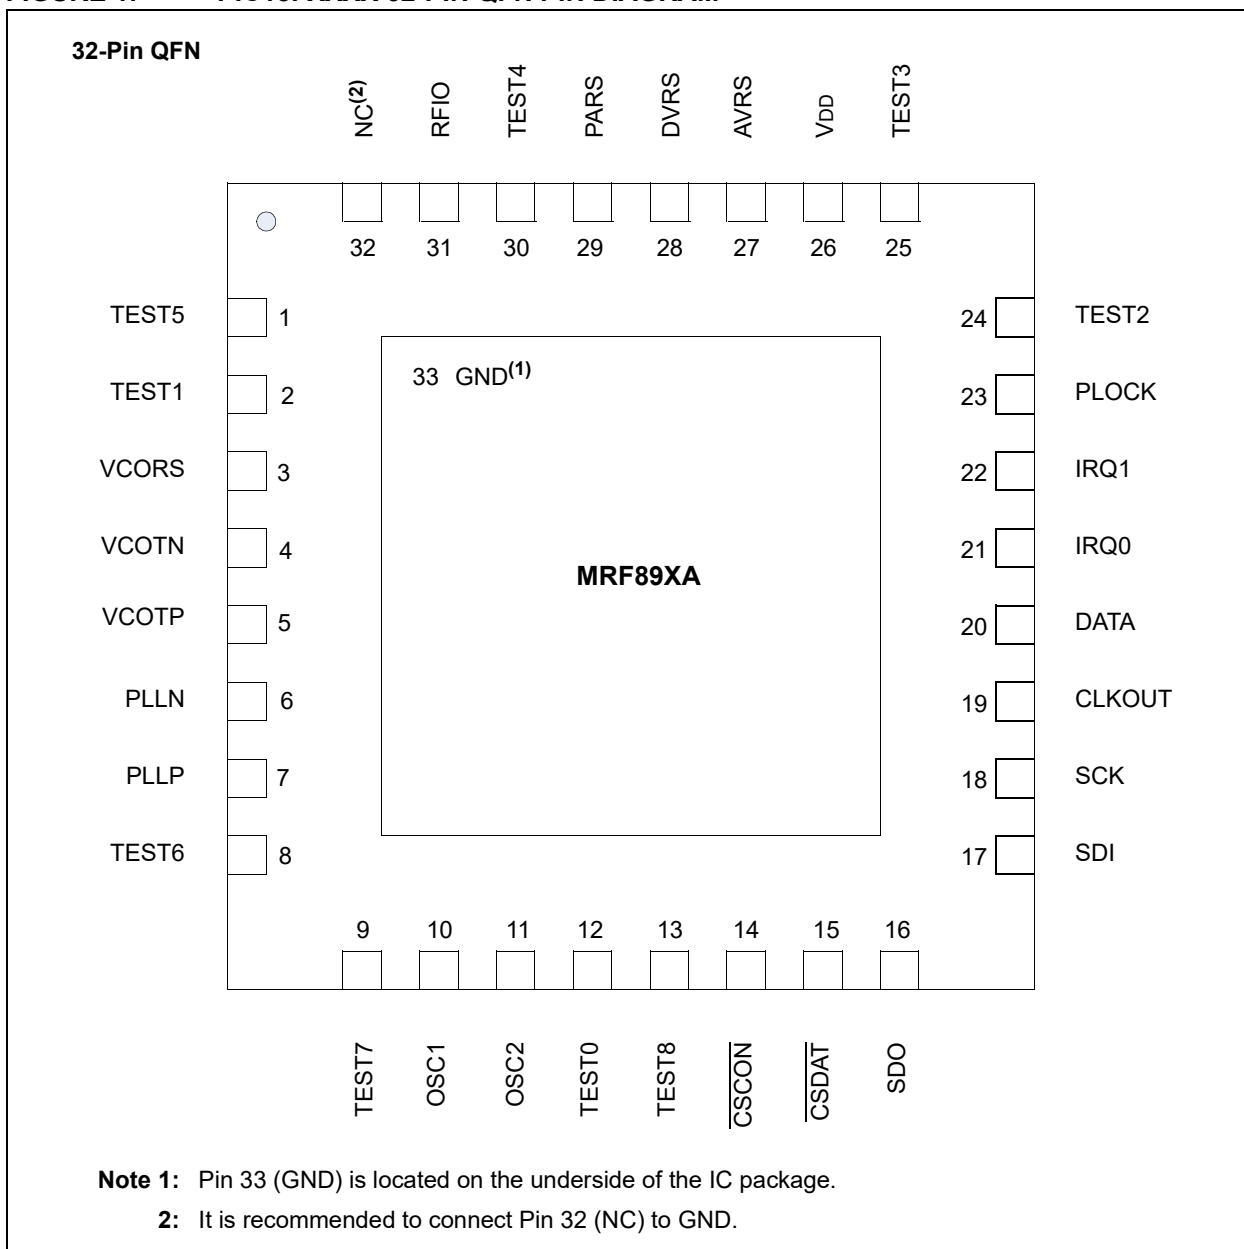 32-Pin QFN
NC(2) RFIO TEST4 PARS DVRS AVRS VDD TEST3
32 31 30 29 28 27 26 25
TEST5 1 24 TEST2
33 GND(1)
TEST1 2 23 PLOCK
VCORS 3 22 IRQ1
VCOTN 4 21 IRQ0
MRF89XA
VCOTP 5 20 DATA
PLLN 6 19 CLKOUT
PLLP 7 18 SCK
TEST6 8 17 SDI
9 10 11 12 13 14 15 16
TEST7 OSC1 OSC2 TEST0 TEST8 CSCON CSDAT SDO
Note 1: Pin 33 (GND) is located on the underside of the IC package.
2: It is recommended to connect Pin 32 (NC) to GND.